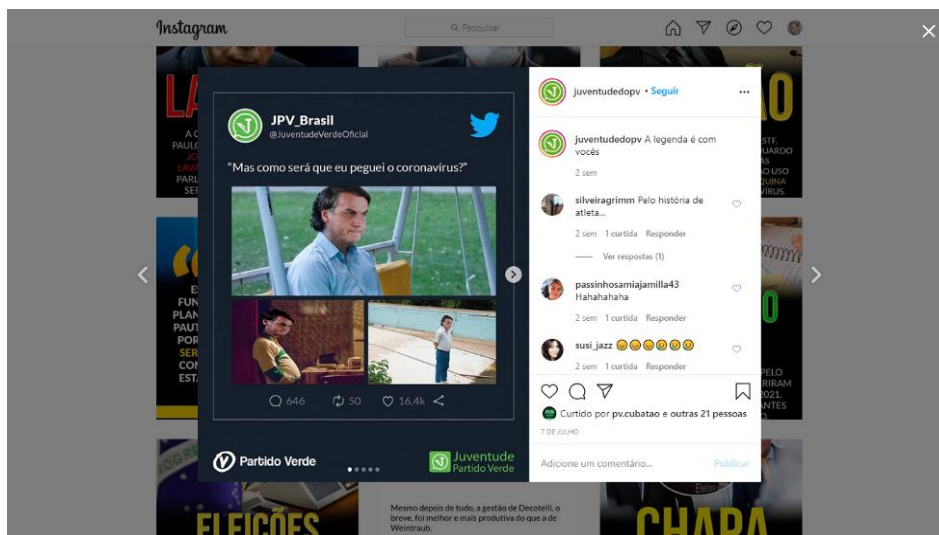 Instagram
Pesquisar
JPV_Brasil
@JuventudeVerdeOficial
"Mas como será que eu peguei o coronavírus?"
646
50
16,4k
Partido Verde
Juventude
Partido Verde
juventudedopv • Seguir
juventudedopv A legenda é com
vocês
2 sem
silveiragrimm Pelo história de
atleta...
2 sem 1 curtida Responder
Ver respostas (1)
passinhosamiajamilla43
Hahahahaha
2 sem 1 curtida Responder
susi_jazz
2 sem 1 curtida Responder
Curtido por pv.cubatao e outras 21 pessoas
7 DE JULHO
Adicione um comentário...
Publicar
ELEIÇÕES
Mesmo depois de tudo, a gestão de Decotelli, o
breve, foi melhor e mais produtiva do que a de
Weintraub.
CHAPA